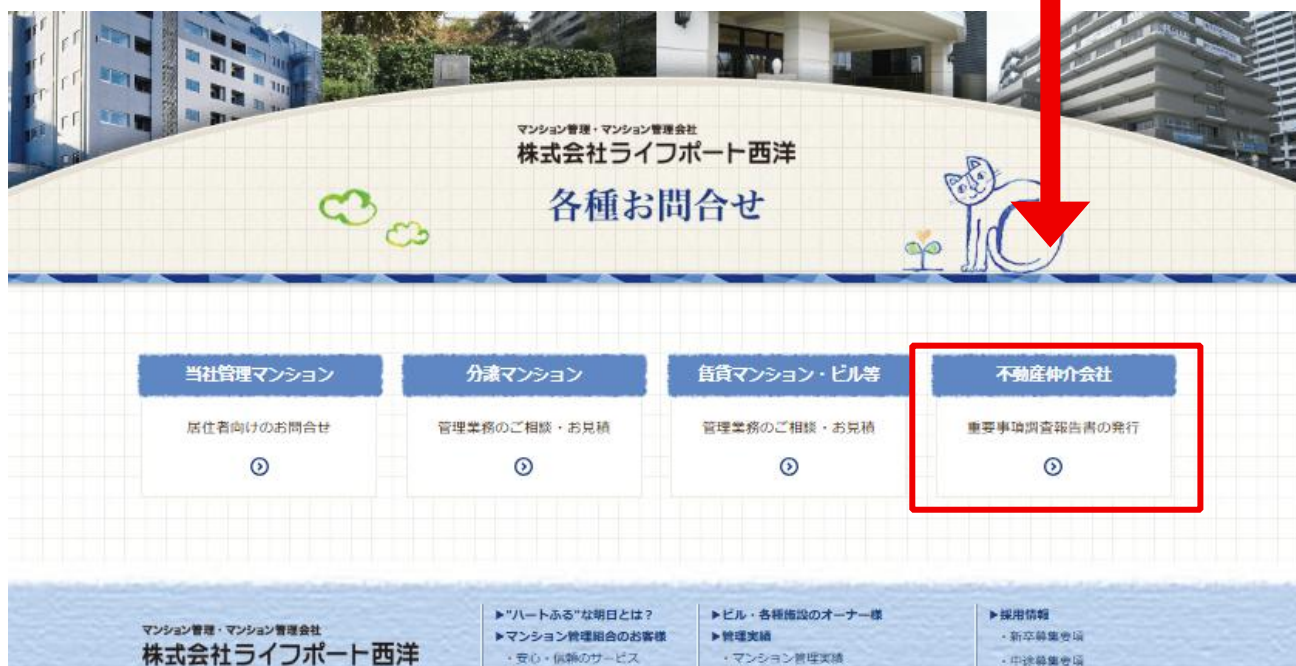 マンション管理・マンション管理会社
株式会社ライフポート西洋
各種お問合せ
当社管理マンション
居住者向けのお問合せ
分譲マンション
管理業務のご相談・お見積
賃貸マンション・ビル等
管理業務のご相談・お見積
不動産仲介会社
重要事項調査報告書の発行
マンション管理・マンション管理会社
株式会社ライフポート西洋
▶"ハートふる"な明日とは？
▶マンション管理組合のお客様
・安心・信頼のサービス
▶ビル・各種施設のオーナー様
▶管理実績
・マンション管理実績
▶採用情報
・新卒募集要項
・中途募集要項